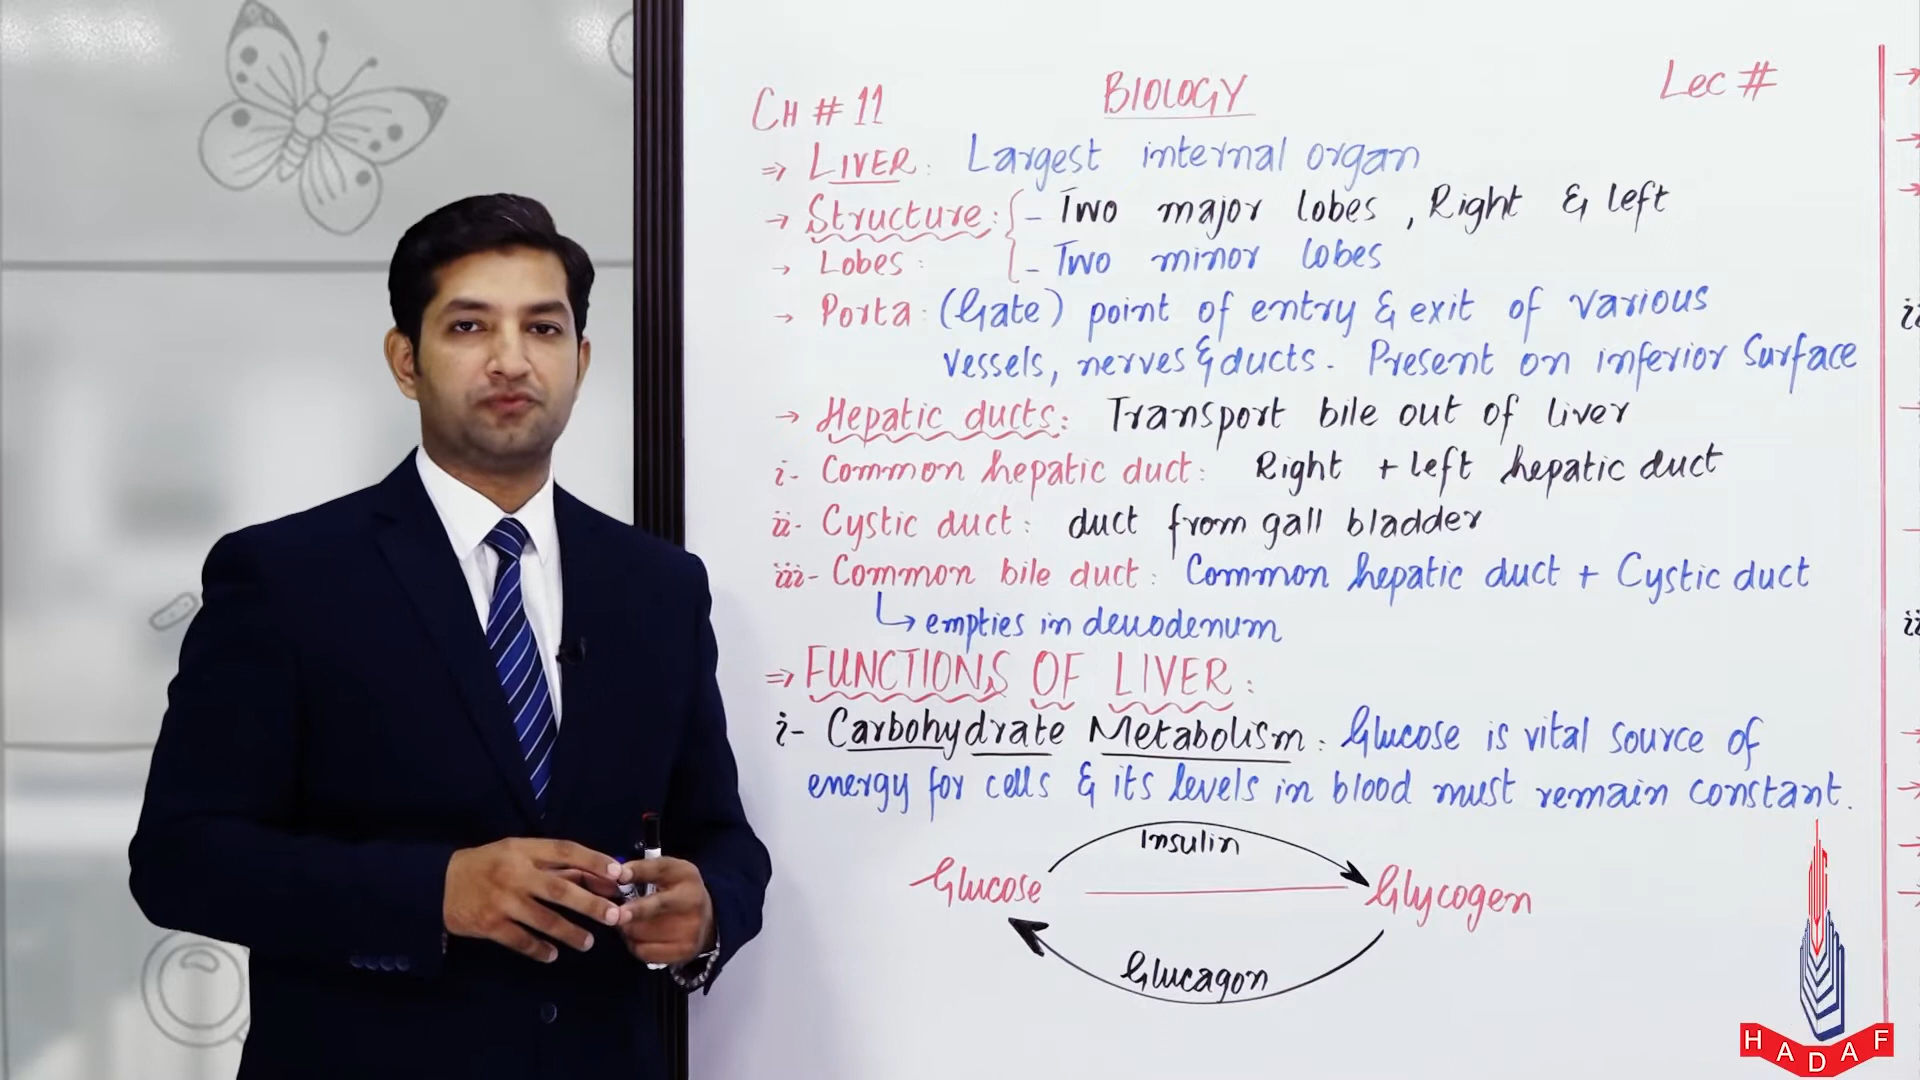 CH # 11
BIOLOGY
Lec #
⇒ LIVER: Largest internal organ
→ Structure: - Two major lobes, Right & left
→ Lobes: - Two minor lobes
→ Porta: (Gate) point of entry & exit of various
vessels, nerves & ducts. Present on inferior Surface
→ Hepatic ducts: Transport bile out of liver
i- Common hepatic duct: Right + left hepatic duct
ii- Cystic duct: duct from gall bladder
iii- Common bile duct: Common hepatic duct + Cystic duct
↳ empties in deuodenum
⇒ FUNCTIONS OF LIVER:
i- Carbohydrate Metabolism: Glucose is vital source of
energy for cells & its levels in blood must remain constant.
Insulin
Glucose Glycogen
Glucagon
HADAF